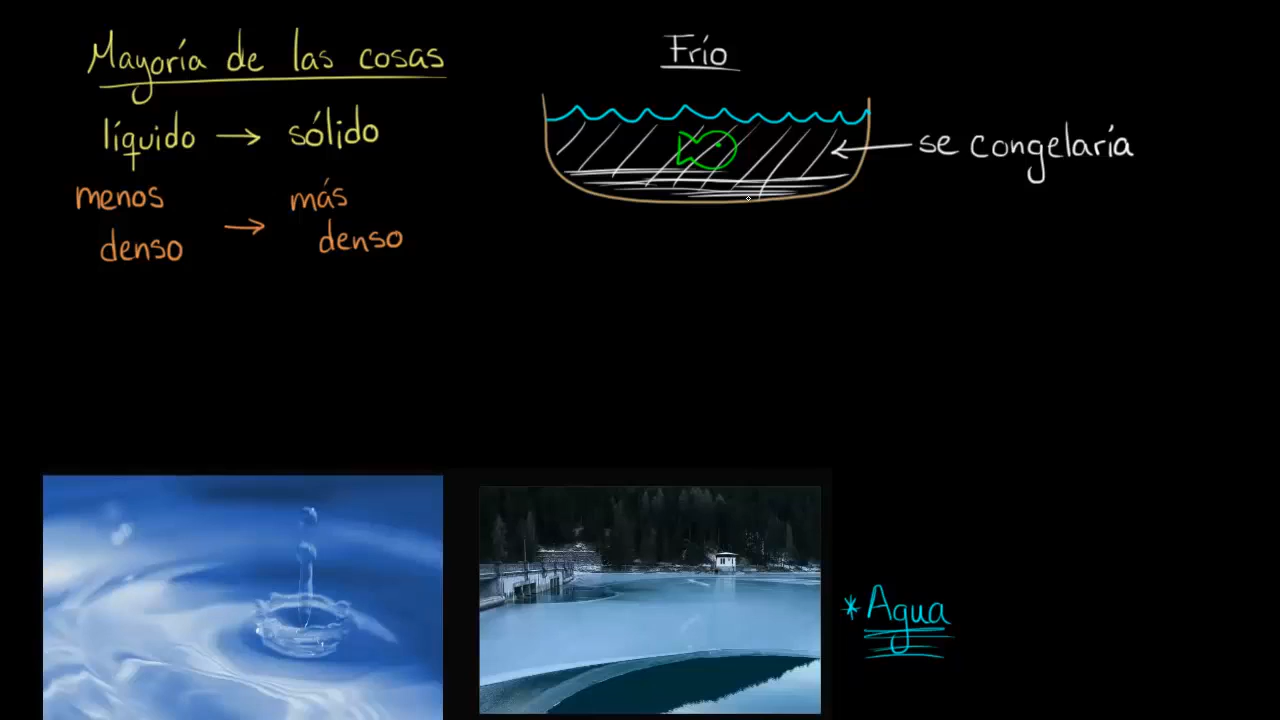 Mayoría de las cosas
líquido → sólido
menos denso → más denso
Frío
← se congelaría
*Agua